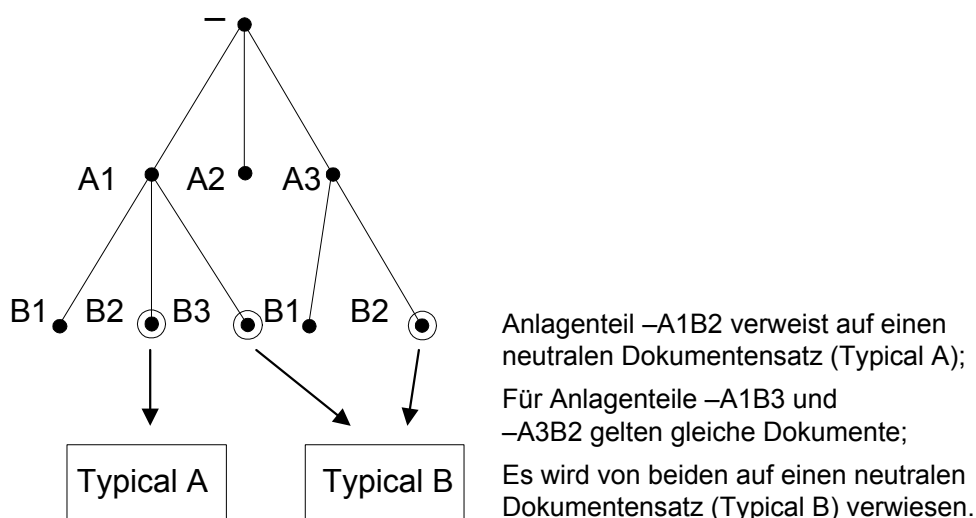 –
A1 A2 A3
B1 B2 B3 B1 B2
Anlagenteil –A1B2 verweist auf einen
neutralen Dokumentensatz (Typical A);
Für Anlagenteile –A1B3 und
–A3B2 gelten gleiche Dokumente;
Es wird von beiden auf einen neutralen
Dokumentensatz (Typical B) verwiesen.
Typical A Typical B